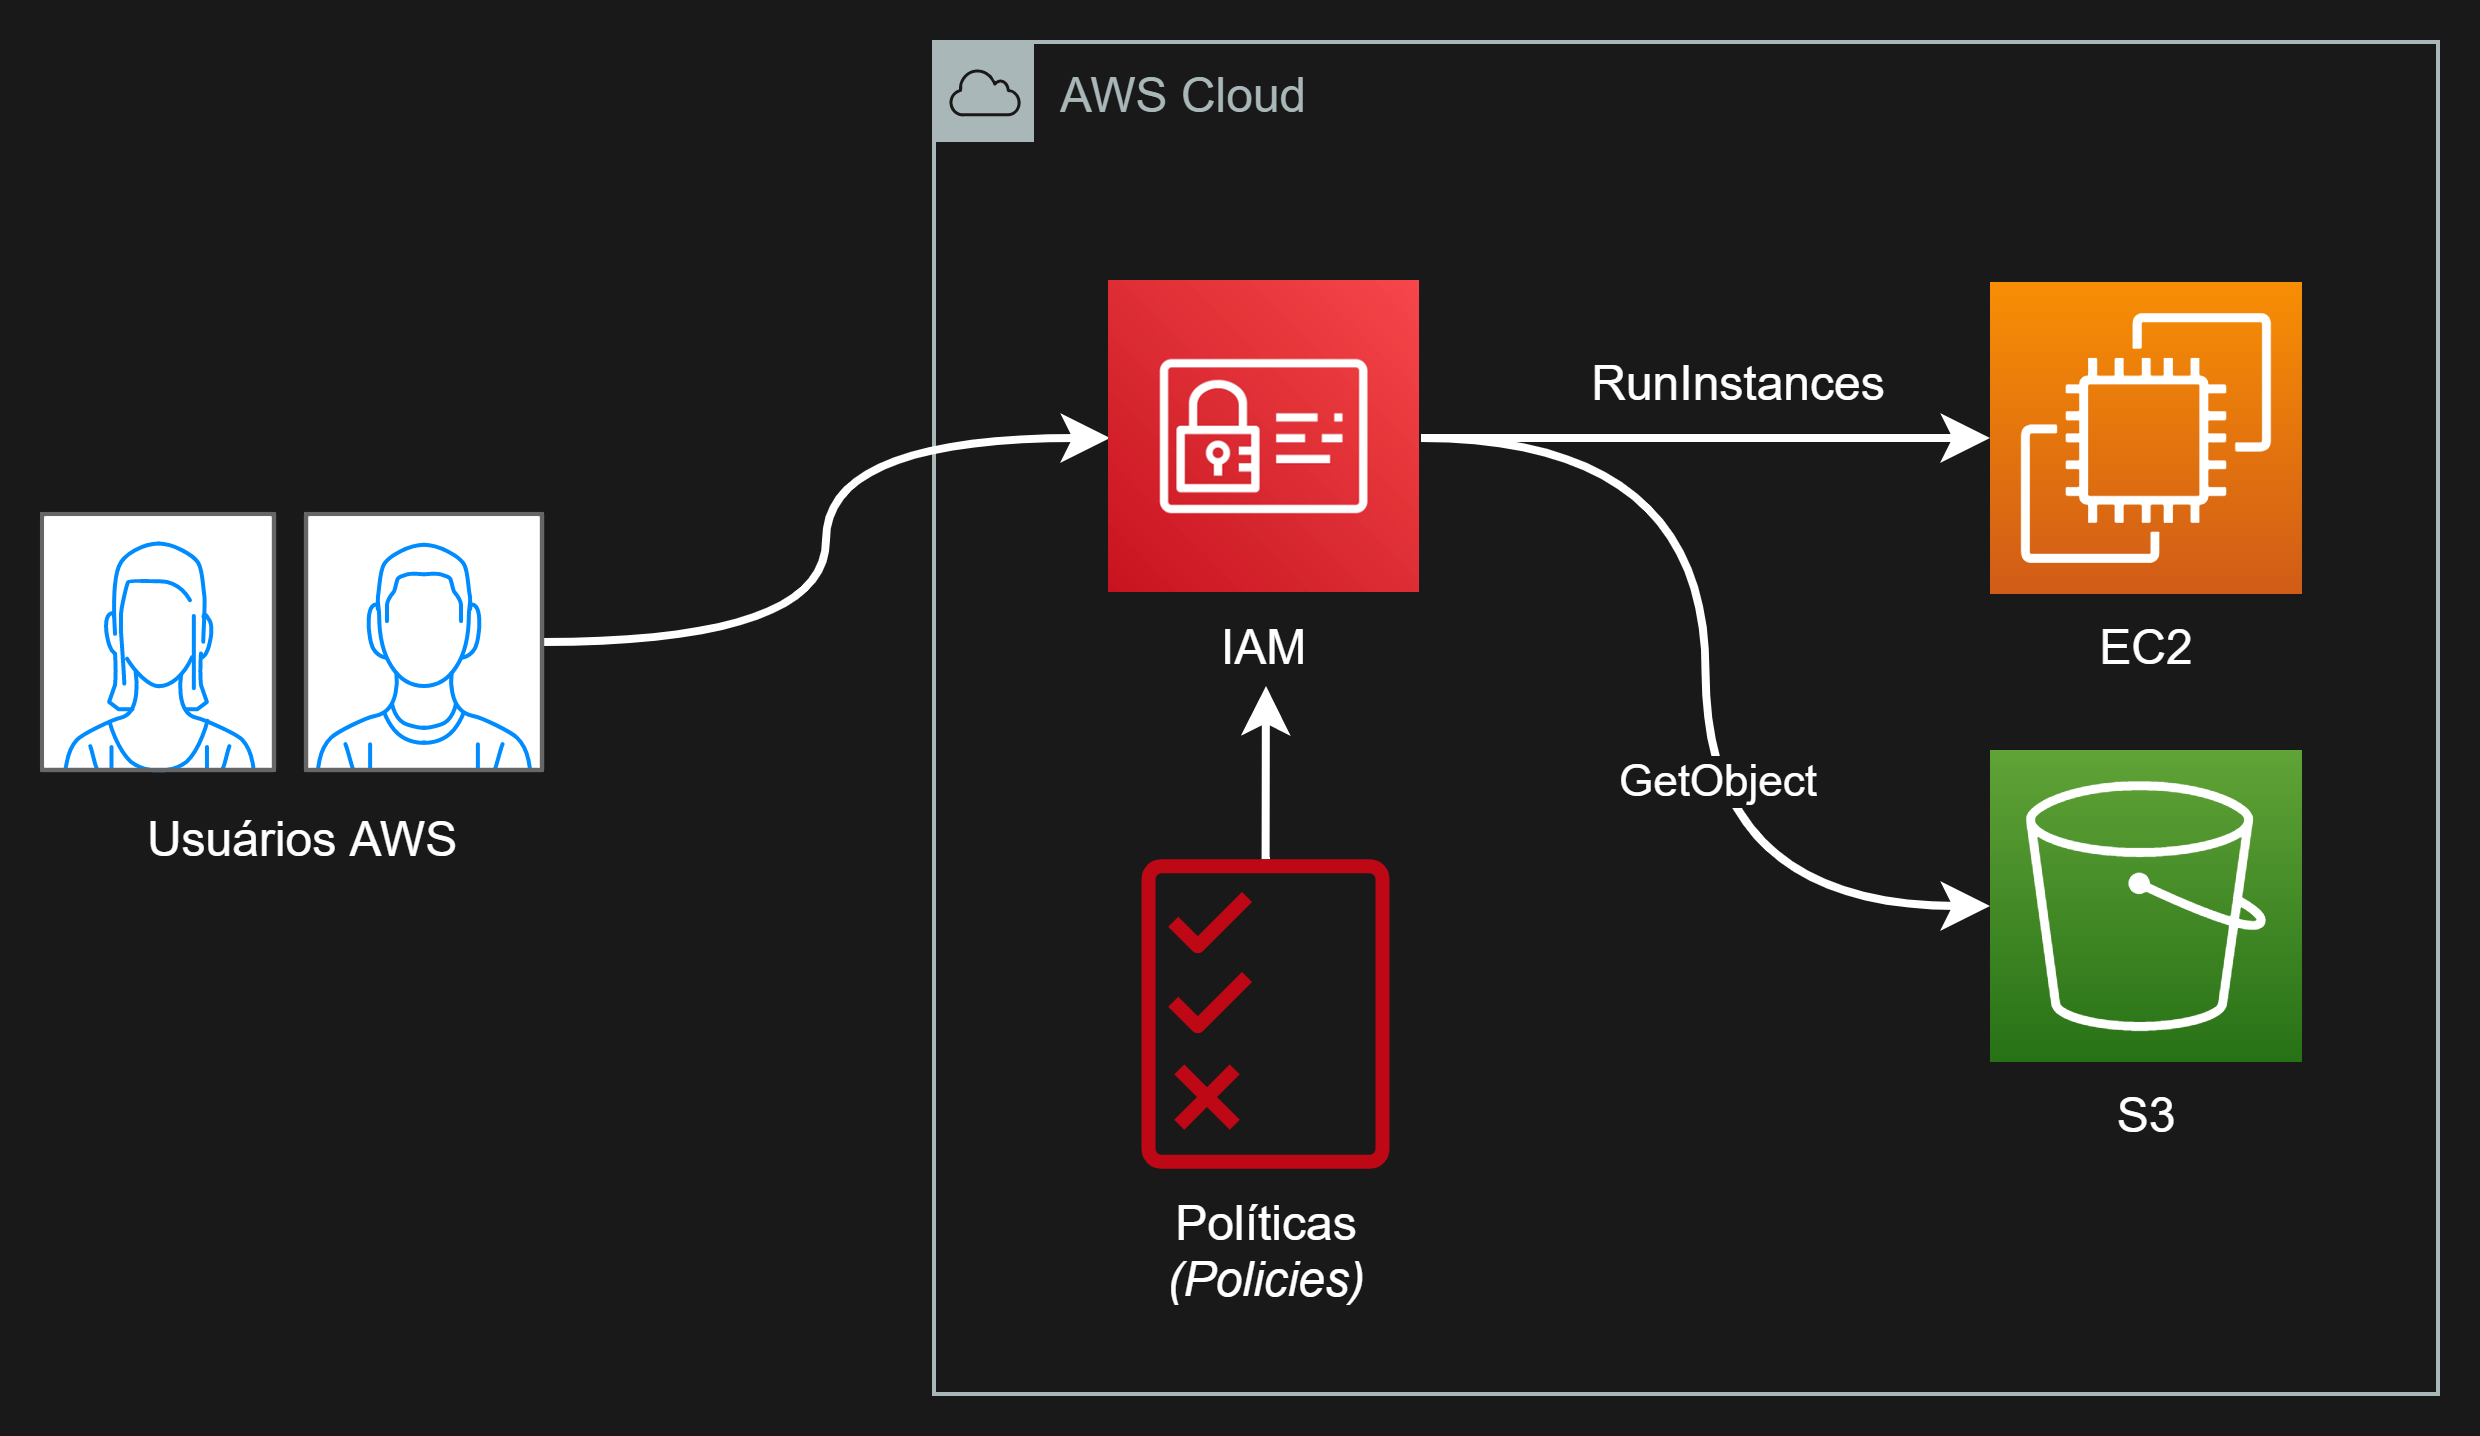 AWS Cloud
RunInstances
IAM
EC2
GetObject
Usuários AWS
S3
Políticas
(Policies)